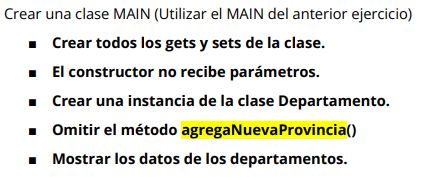 Crear una clase MAIN (Utilizar el MAIN del anterior ejercicio)
▪ Crear todos los gets y sets de la clase.
▪ El constructor no recibe parámetros.
▪ Crear una instancia de la clase Departamento.
▪ Omitir el método agregaNuevaProvincia()
▪ Mostrar los datos de los departamentos.